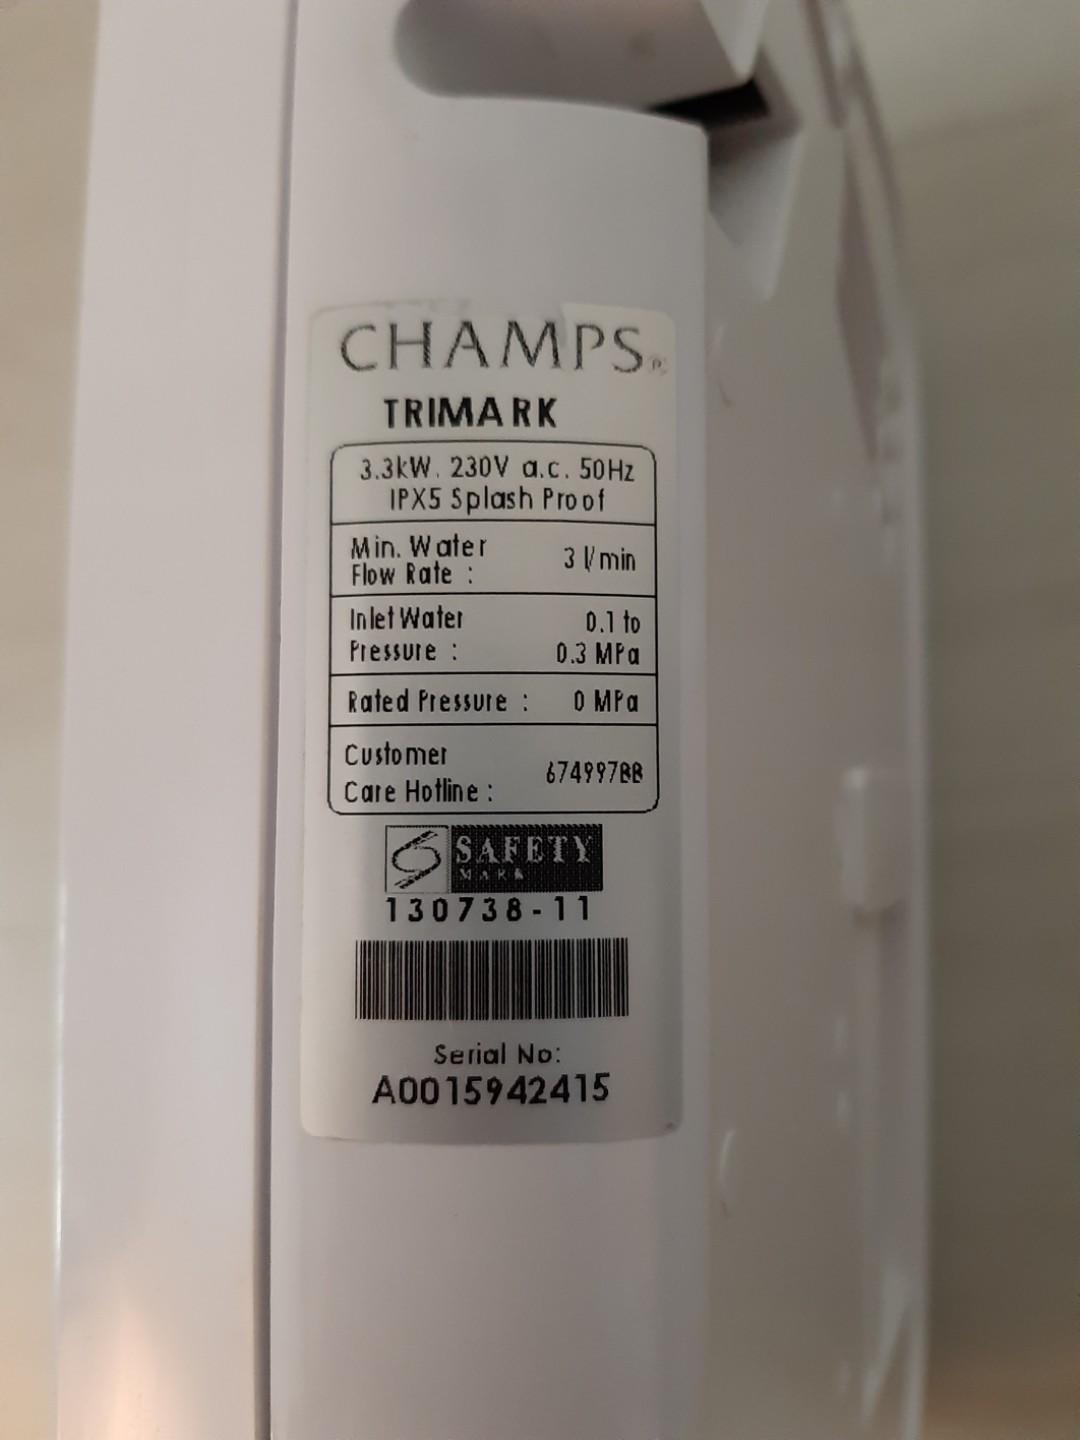 CHAMPS®
TRIMARK
3.3kW. 230V a.c. 50Hz
IPX5 Splash Proof
Min. Water
Flow Rate : 3 l/min
Inlet Water 0.1 to
Pressure : 0.3 MPa
Rated Pressure : 0 MPa
Customer
Care Hotline : 67499788
SAFETY
MARK
130738-11
Serial No:
A0015942415